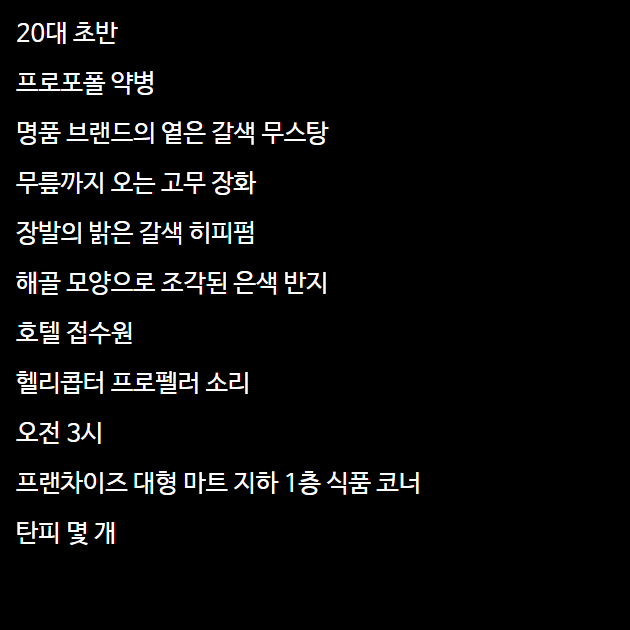 20대 초반
프로포폴 약병
명품 브랜드의 옅은 갈색 무스탕
무릎까지 오는 고무 장화
장발의 밝은 갈색 히피펌
해골 모양으로 조각된 은색 반지
호텔 접수원
헬리콥터 프로펠러 소리
오전 3시
프랜차이즈 대형 마트 지하 1층 식품 코너
탄피 몇 개